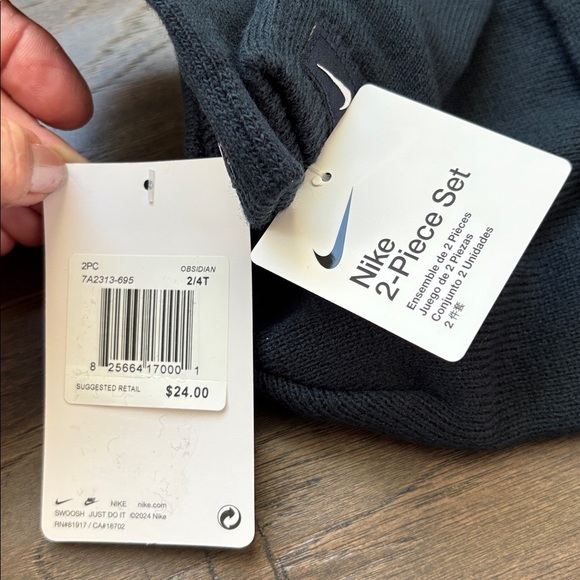 2PC
OBSIDIAN
7A2313-695
2/4T
8 25664 17000 1
SUGGESTED RETAIL
$24.00
NIKE nike.com
SWOOSH JUST DO IT ©2024 Nike
RN#61917 / CA#18702
Nike
2-Piece Set
Ensemble de 2 Pièces
Juego de 2 Piezas
Conjunto 2 Unidades
2 件套